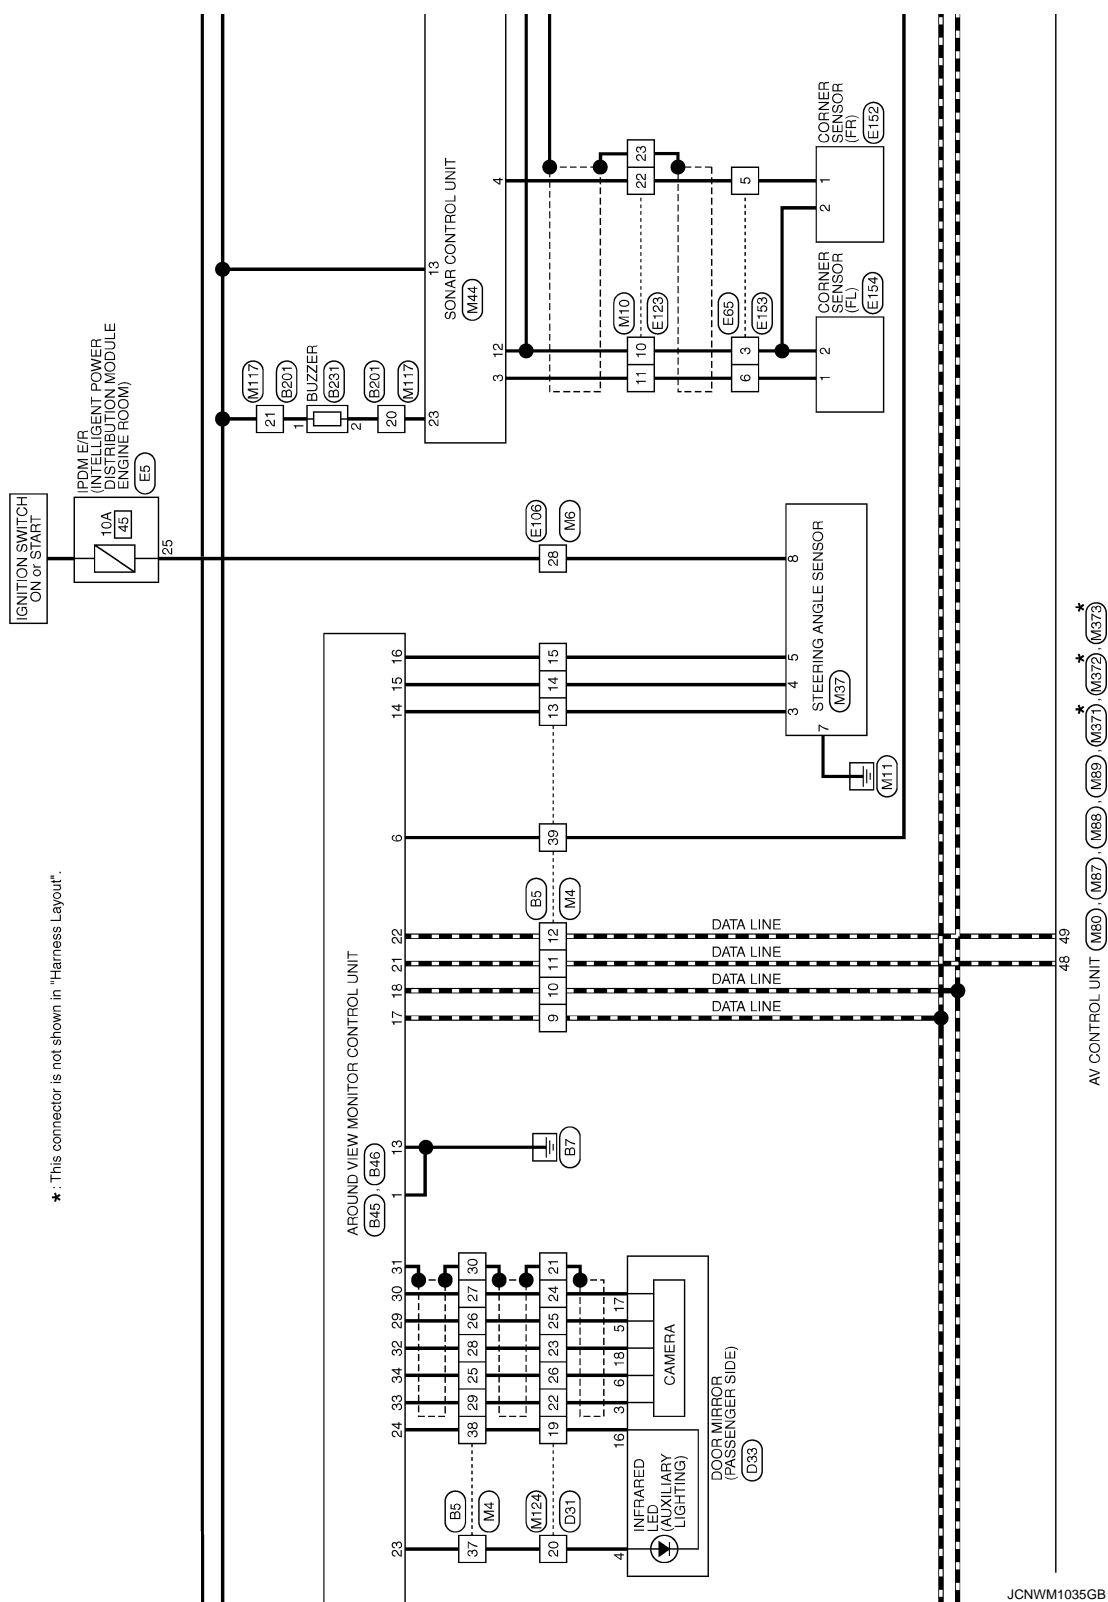 *: This connector is not shown in "Harness Layout".
IGNITION SWITCH
ON or START
IPDM E/R
(INTELLIGENT POWER
DISTRIBUTION MODULE
ENGINE ROOM)
E5
10A
45
25
M117
B201
21
1
BUZZER
B231
2
B201
M117
20
23
13
SONAR CONTROL UNIT
M44
3
12
4
11
10
M10
E123
22
23
6
3
E65
E153
5
1
2
CORNER
SENSOR
(FL)
E154
2
1
CORNER
SENSOR
(FR)
E152
AROUND VIEW MONITOR CONTROL UNIT
B45 , B46
23
24
33
34
32
29
30
31
1
13
17
18
21
22
6
14
15
16
37
B5
M4
38
29
25
28
26
27
30
20
M124
D31
19
22
26
23
25
24
21
B7
9
10
11
12
B5
M4
39
13
14
15
28
E106
M6
4
16
3
6
18
5
17
INFRARED
LED
(AUXILIARY
LIGHTING)
CAMERA
DOOR MIRROR
(PASSENGER SIDE)
D33
DATA LINE
DATA LINE
DATA LINE
DATA LINE
7
3
4
5
8
STEERING ANGLE SENSOR
M37
M11
48
49
AV CONTROL UNIT M80 , M87 , M88 , M89 , M371* , M372* , M373*
JCNWM1035GB